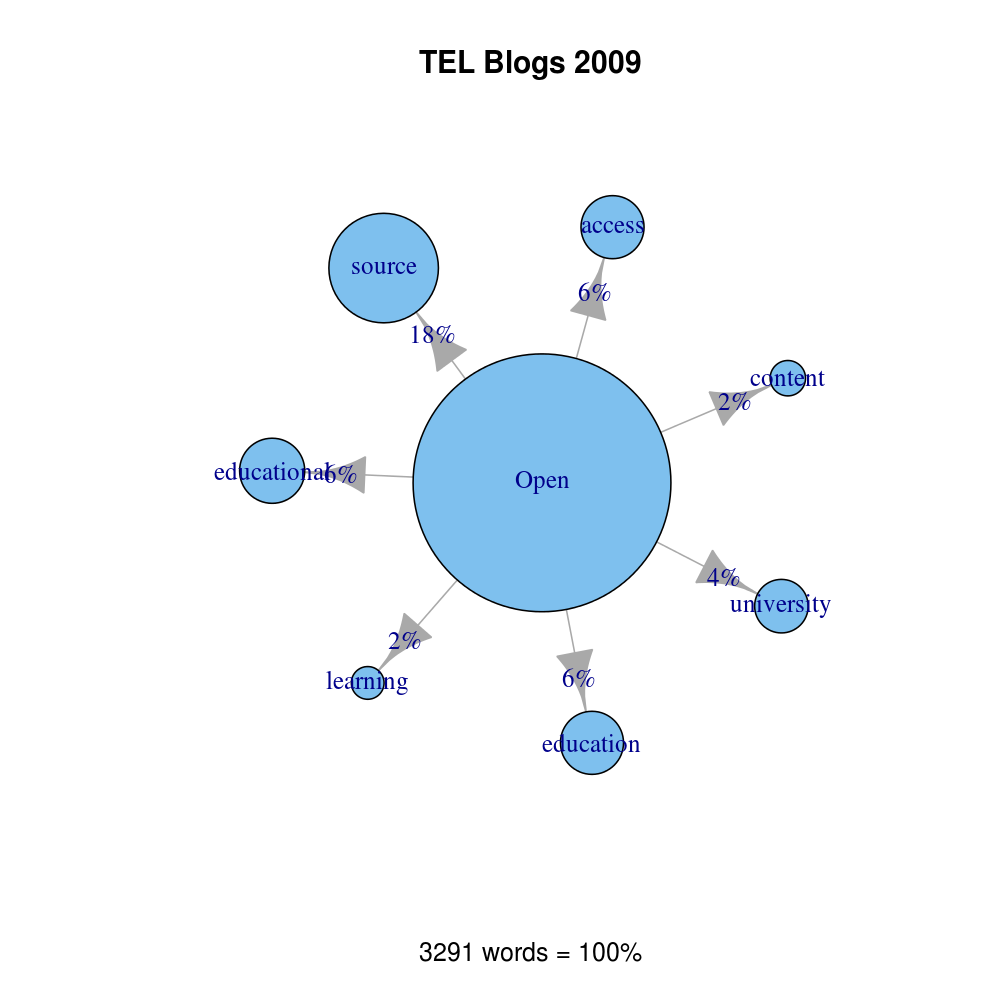 TEL Blogs 2009
access
source
6%
18%
content
2%
educational
6%
Open
4%
university
2%
learning
6%
education
3291 words = 100%